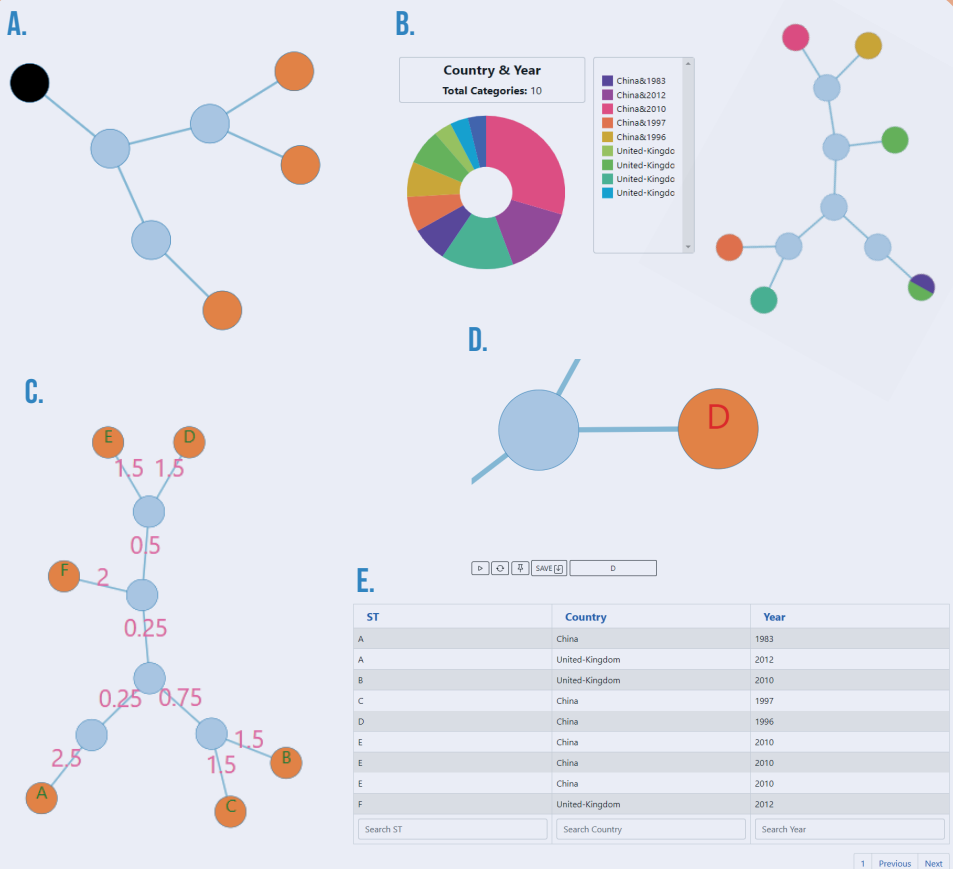 A.
B.
Country & Year
Total Categories: 10
China&1983
China&2012
China&2010
China&1997
China&1996
United-Kingdo
United-Kingdo
United-Kingdo
United-Kingdo
C.
E D
1.5 1.5
0.5
F 2
0.25
0.25 0.75
2.5 1.5
1.5 B
A C
D.
D
SAVE D
E.
ST Country Year
A China 1983
A United-Kingdom 2012
B United-Kingdom 2010
C China 1997
D China 1996
E China 2010
E China 2010
E China 2010
F United-Kingdom 2012
Search ST Search Country Search Year
1 Previous Next